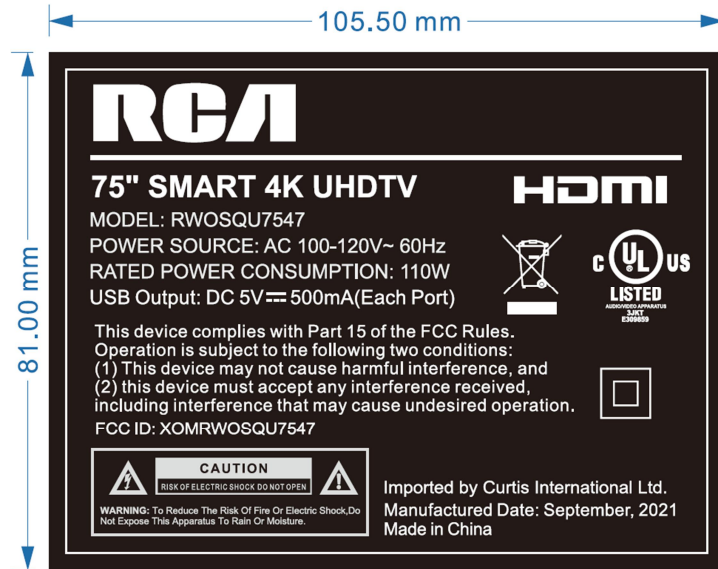 105.50 mm
81.00 mm
RCA
75" SMART 4K UHDTV
HDMI
MODEL: RWOSQU7547
POWER SOURCE: AC 100-120V~ 60Hz
RATED POWER CONSUMPTION: 110W
USB Output: DC 5V⎓500mA(Each Port)
C UL US
LISTED
AUDIO/VIDEO APPARATUS
3JKT
E309859
This device complies with Part 15 of the FCC Rules.
Operation is subject to the following two conditions:
(1) This device may not cause harmful interference, and
(2) this device must accept any interference received,
including interference that may cause undesired operation.
FCC ID: XOMRWOSQU7547
CAUTION
RISK OF ELECTRIC SHOCK DO NOT OPEN
WARNING: To Reduce The Risk Of Fire Or Electric Shock,Do
Not Expose This Apparatus To Rain Or Moisture.
Imported by Curtis International Ltd.
Manufactured Date: September, 2021
Made in China